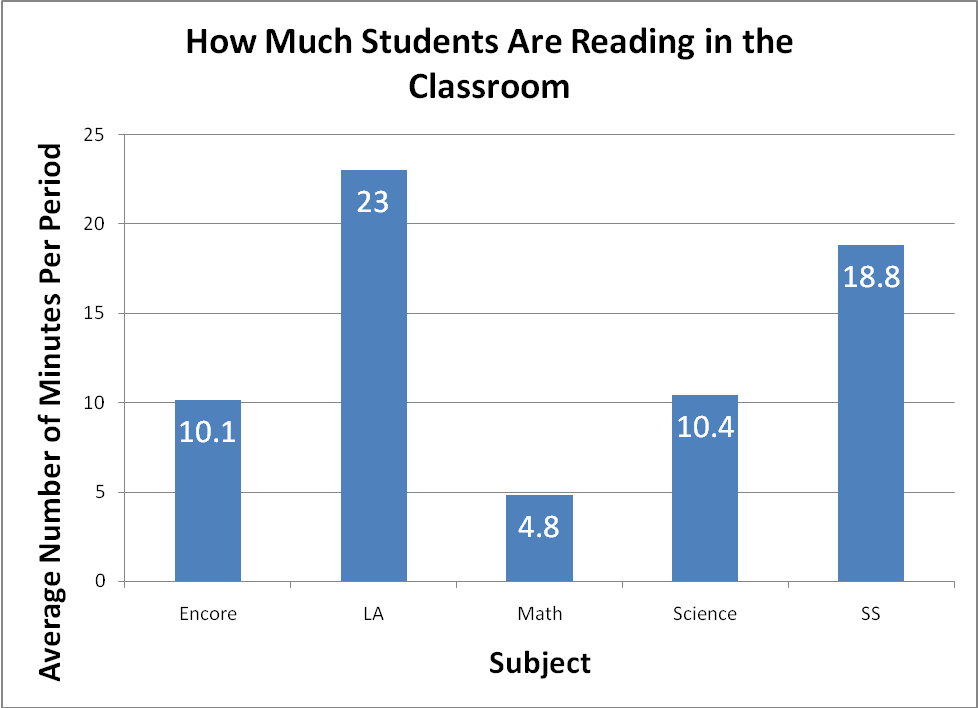 How Much Students Are Reading in the
Classroom
Average Number of Minutes Per Period
25
20
15
10
5
0
10.1
23
4.8
10.4
18.8
Encore
LA
Math
Science
SS
Subject